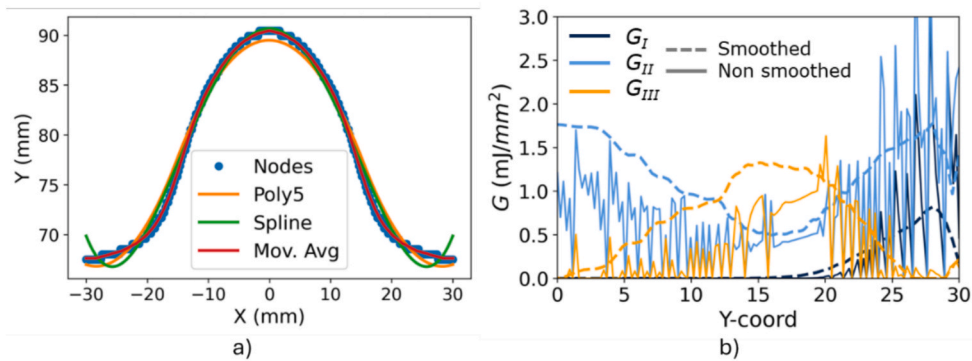 90
85
80
75
70
Y (mm)
Nodes
Poly5
Spline
Mov. Avg
−30 −20 −10 0 10 20 30
X (mm)
a)
3.0
2.5
2.0
1.5
1.0
0.5
0.0
G (mJ/mm²)
G_I
G_II
G_III
Smoothed
Non smoothed
0 5 10 15 20 25 30
Y-coord
b)